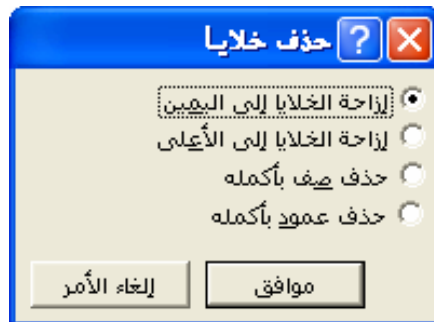 حذف خلايا
إزاحة الخلايا إلى اليمين
إزاحة الخلايا إلى الأعلى
حذف صف بأكمله
حذف عمود بأكمله
موافق
إلغاء الأمر